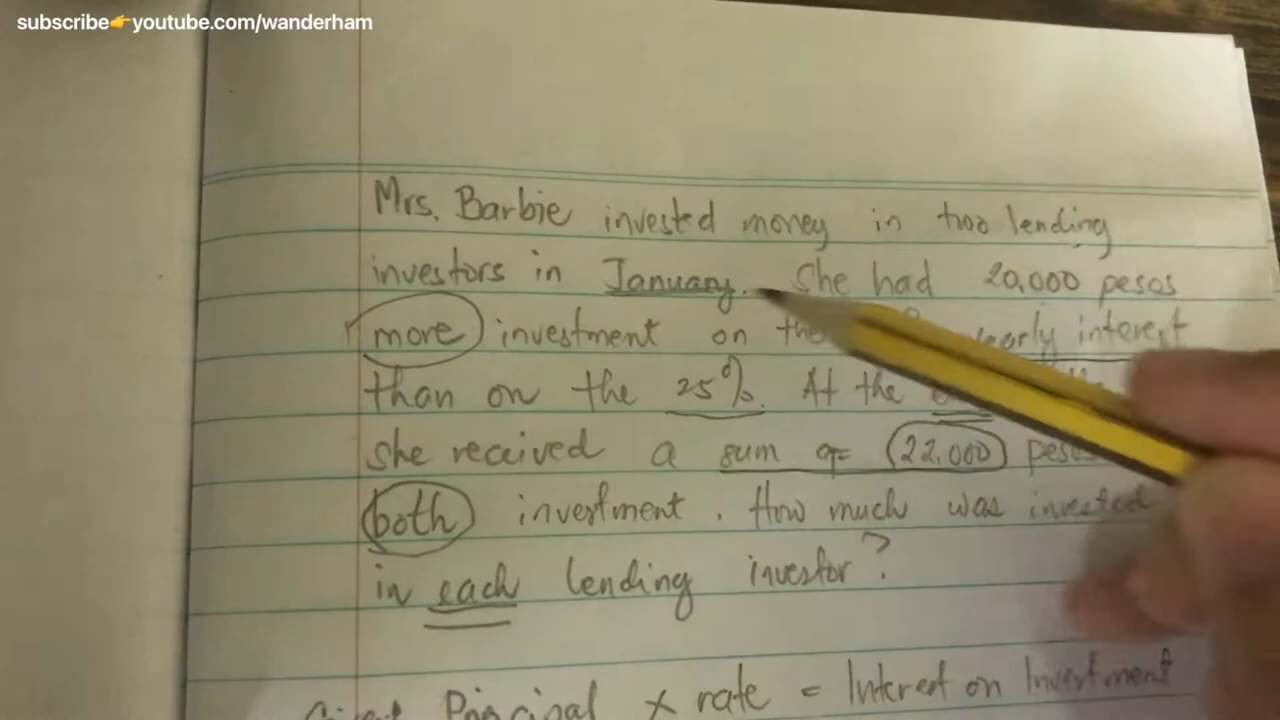 subscribe👉youtube.com/wanderham
Mrs. Barbie invested money in two lending
investors in January. She had 20,000 pesos
more investment on the yearly interest
than on the 25%. At the
she recieved a sum of 22,000 pesos
both investment. How much was invested
in each lending investor?
Principal x rate = Interest on Investment